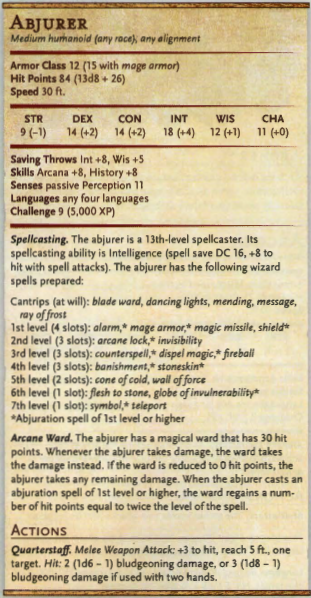 ABJURER
Medium humanoid (any race), any alignment
Armor Class 12 (15 with mage armor)
Hit Points 84 (13d8 + 26)
Speed 30 ft.
STR DEX CON INT WIS CHA
9 (−1) 14 (+2) 14 (+2) 18 (+4) 12 (+1) 11 (+0)
Saving Throws Int +8, Wis +5
Skills Arcana +8, History +8
Senses passive Perception 11
Languages any four languages
Challenge 9 (5,000 XP)
Spellcasting. The abjurer is a 13th-level spellcaster. Its
spellcasting ability is Intelligence (spell save DC 16, +8 to
hit with spell attacks). The abjurer has the following wizard
spells prepared:
Cantrips (at will): blade ward, dancing lights, mending, message,
ray of frost
1st level (4 slots): alarm,* mage armor,* magic missile, shield*
2nd level (3 slots): arcane lock,* invisibility
3rd level (3 slots): counterspell,* dispel magic,* fireball
4th level (3 slots): banishment,* stoneskin*
5th level (2 slots): cone of cold, wall of force
6th level (1 slot): flesh to stone, globe of invulnerability*
7th level (1 slot): symbol,* teleport
*Abjuration spell of 1st level or higher
Arcane Ward. The abjurer has a magical ward that has 30 hit
points. Whenever the abjurer takes damage, the ward takes
the damage instead. If the ward is reduced to 0 hit points, the
abjurer takes any remaining damage. When the abjurer casts an
abjuration spell of 1st level or higher, the ward regains a num-
ber of hit points equal to twice the level of the spell.
ACTIONS
Quarterstaff. Melee Weapon Attack: +3 to hit, reach 5 ft., one
target. Hit: 2 (1d6 − 1) bludgeoning damage, or 3 (1d8 − 1)
bludgeoning damage if used with two hands.